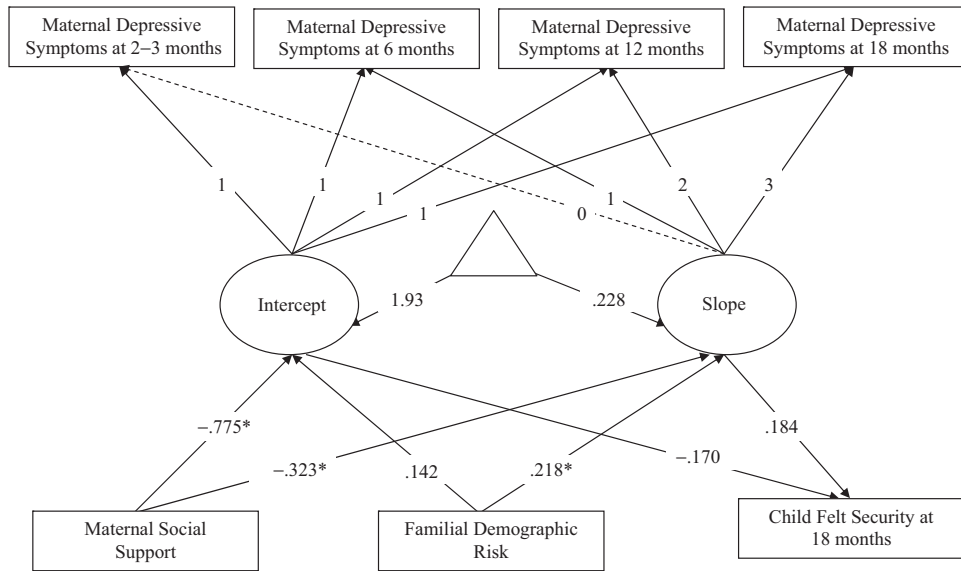 Maternal Depressive
Symptoms at 2–3 months
Maternal Depressive
Symptoms at 6 months
Maternal Depressive
Symptoms at 12 months
Maternal Depressive
Symptoms at 18 months
1
1
1
1
0
1
2
3
Intercept
1.93
.228
Slope
–.775*
–.323*
.142
.218*
–.170
.184
Maternal Social
Support
Familial Demographic
Risk
Child Felt Security at
18 months